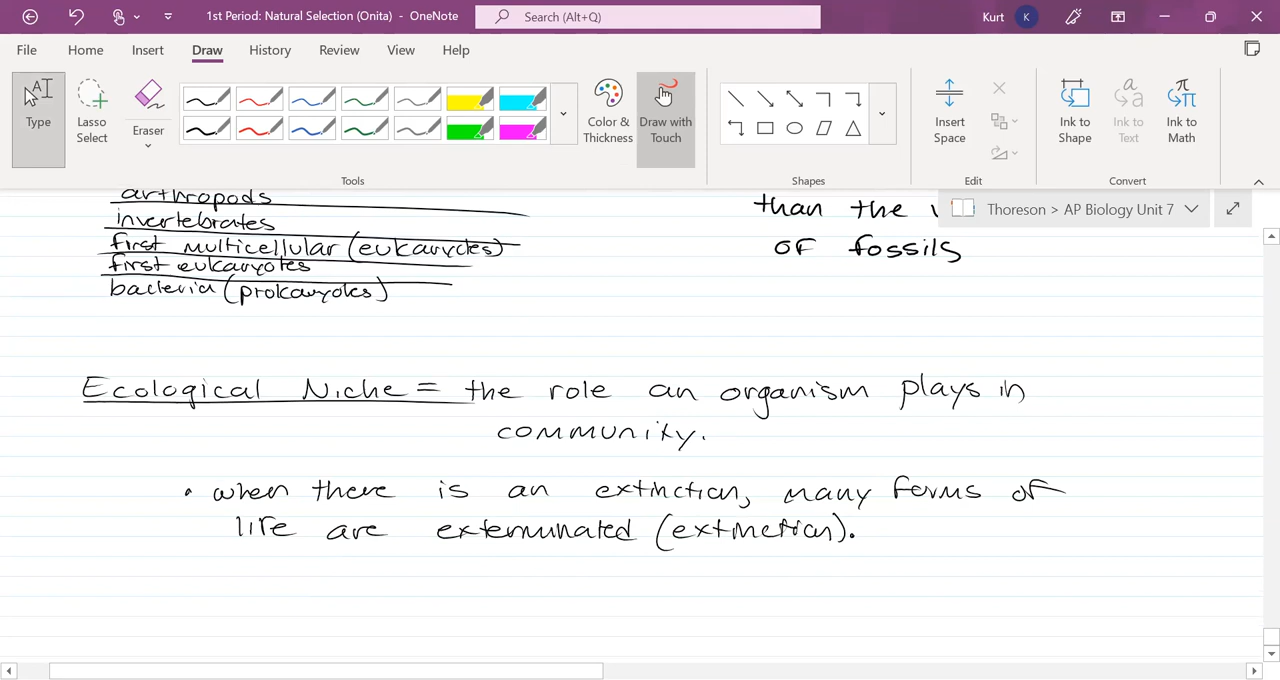 1st Period: Natural Selection (Onita) - OneNote
Search (Alt+Q)
Kurt
K
File Home Insert Draw History Review View Help
Type
Lasso Select
Eraser
Color & Thickness
Draw with Touch
Insert Space
Ink to Shape
Ink to Text
Ink to Math
Tools
Shapes
Edit
Convert
Thoreson > AP Biology Unit 7
arthropods
invertebrates
first multicellular (eukaryotes)
first eukaryotes
bacteria (prokaryotes)
than the
of fossils
Ecological Niche = the role an organism plays in
community.
• when there is an extinction, many forms of
life are exterminated (extinction).